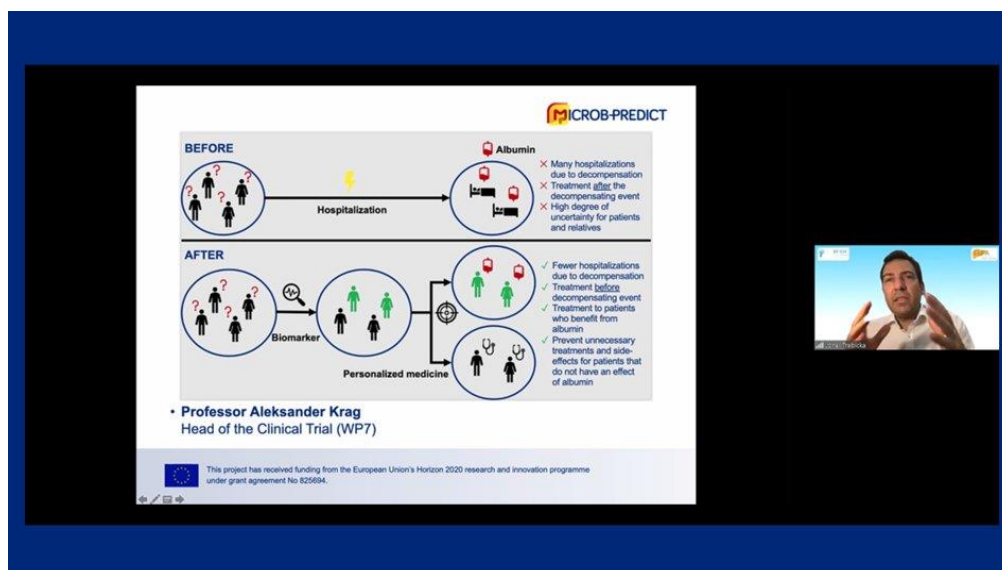 MICROB-PREDICT
BEFORE
? ? ? ?
Hospitalization
Albumin
✕ Many hospitalizations
due to decompensation
✕ Treatment after the
decompensating event
✕ High degree of
uncertainty for patients
and relatives
AFTER
? ? ? ?
Biomarker
Personalized medicine
✓ Fewer hospitalizations
due to decompensation
✓ Treatment before
decompensating event
✓ Treatment to patients
who benefit from
albumin
✓ Prevent unnecessary
treatments and side-
effects for patients that
do not have an effect
of albumin
• Professor Aleksander Krag
Head of the Clinical Trial (WP7)
This project has received funding from the European Union's Horizon 2020 research and innovation programme
under grant agreement No 825694.
Trebicka